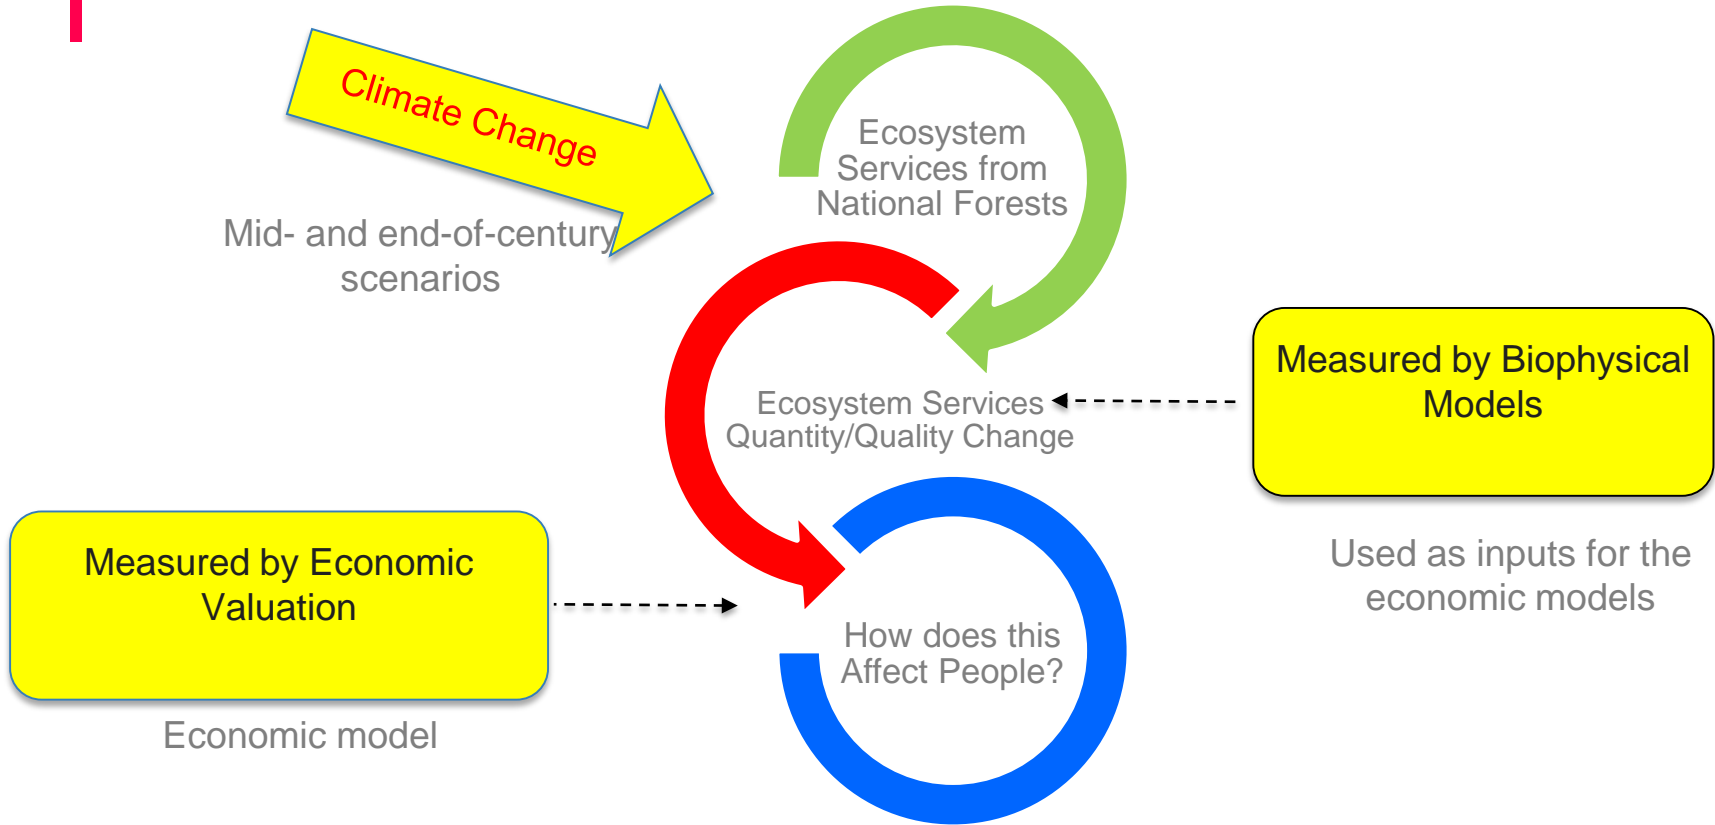 Climate Change
Mid- and end-of-century
scenarios
Ecosystem
Services from
National Forests
Ecosystem Services
Quantity/Quality Change
Measured by Biophysical
Models
Used as inputs for the
economic models
Measured by Economic
Valuation
Economic model
How does this
Affect People?